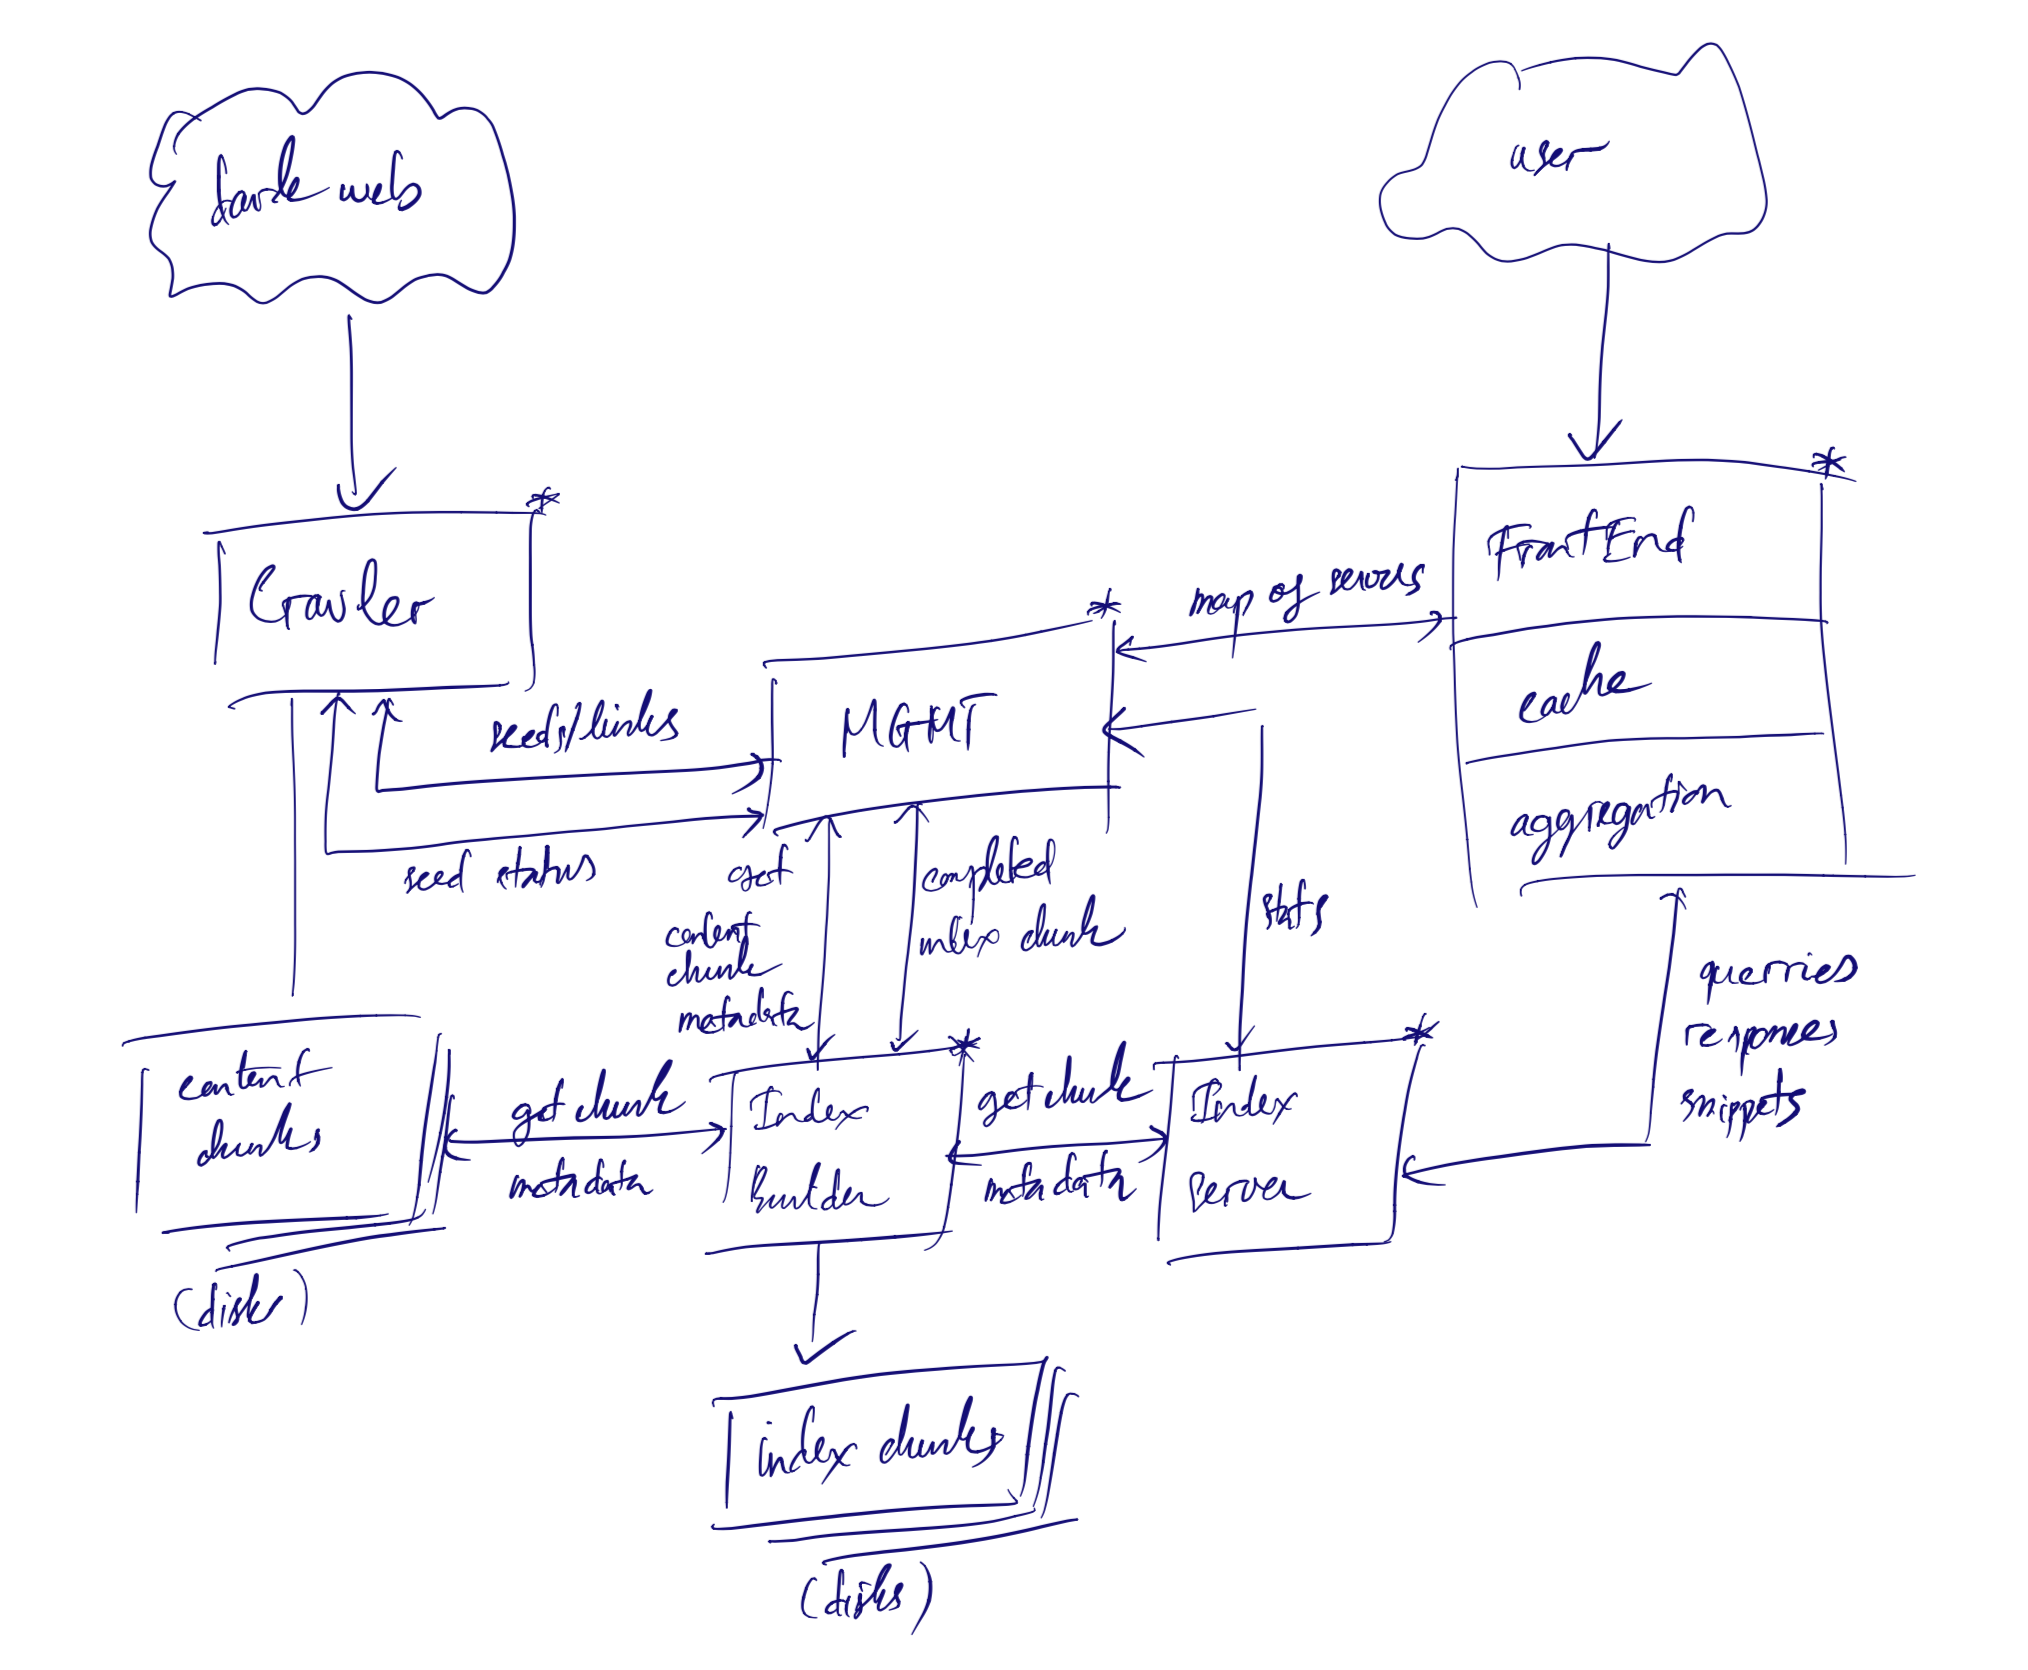 dark web
user
*
*
Crawler
FrontEnd
*
map of servers
cache
seeds/links
MGMT
aggregation
seed status
get
content
chunk
metadata
completed
index chunk
stats
querries
responses
snippets
content
chunks
(disk)
get chunk
metadata
*
Index
Builder
get chunk
metadata
*
Index
Server
index chunks
(disks)